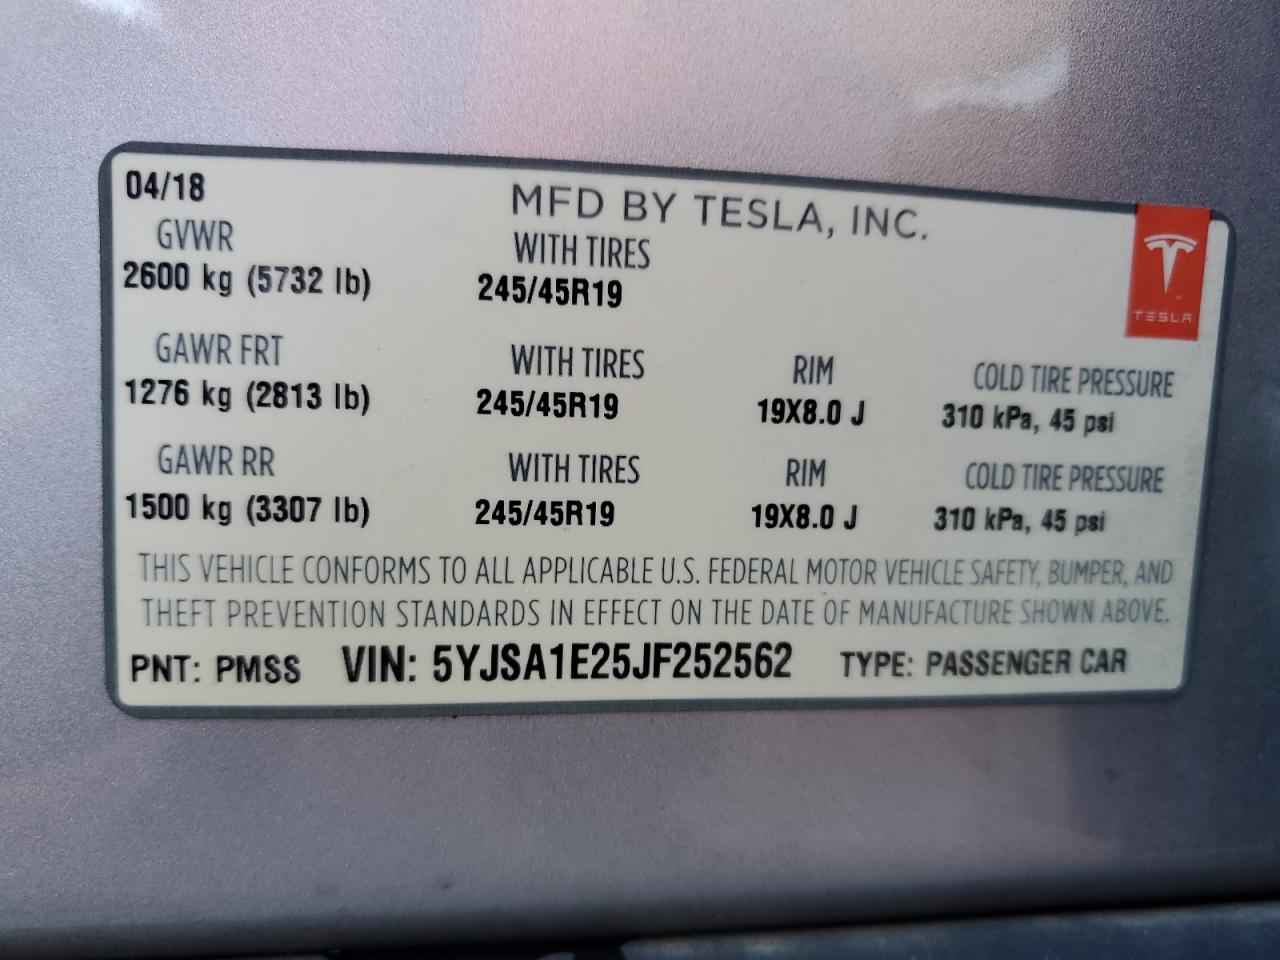 04/18 MFD BY TESLA, INC.
GVWR WITH TIRES
2600 kg (5732 lb) 245/45R19
TESLA
GAWR FRT WITH TIRES RIM COLD TIRE PRESSURE
1276 kg (2813 lb) 245/45R19 19X8.0 J 310 kPa, 45 psi
GAWR RR WITH TIRES RIM COLD TIRE PRESSURE
1500 kg (3307 lb) 245/45R19 19X8.0 J 310 kPa, 45 psi
THIS VEHICLE CONFORMS TO ALL APPLICABLE U.S. FEDERAL MOTOR VEHICLE SAFETY, BUMPER, AND
THEFT PREVENTION STANDARDS IN EFFECT ON THE DATE OF MANUFACTURE SHOWN ABOVE.
PNT: PMSS VIN: 5YJSA1E25JF252562 TYPE: PASSENGER CAR